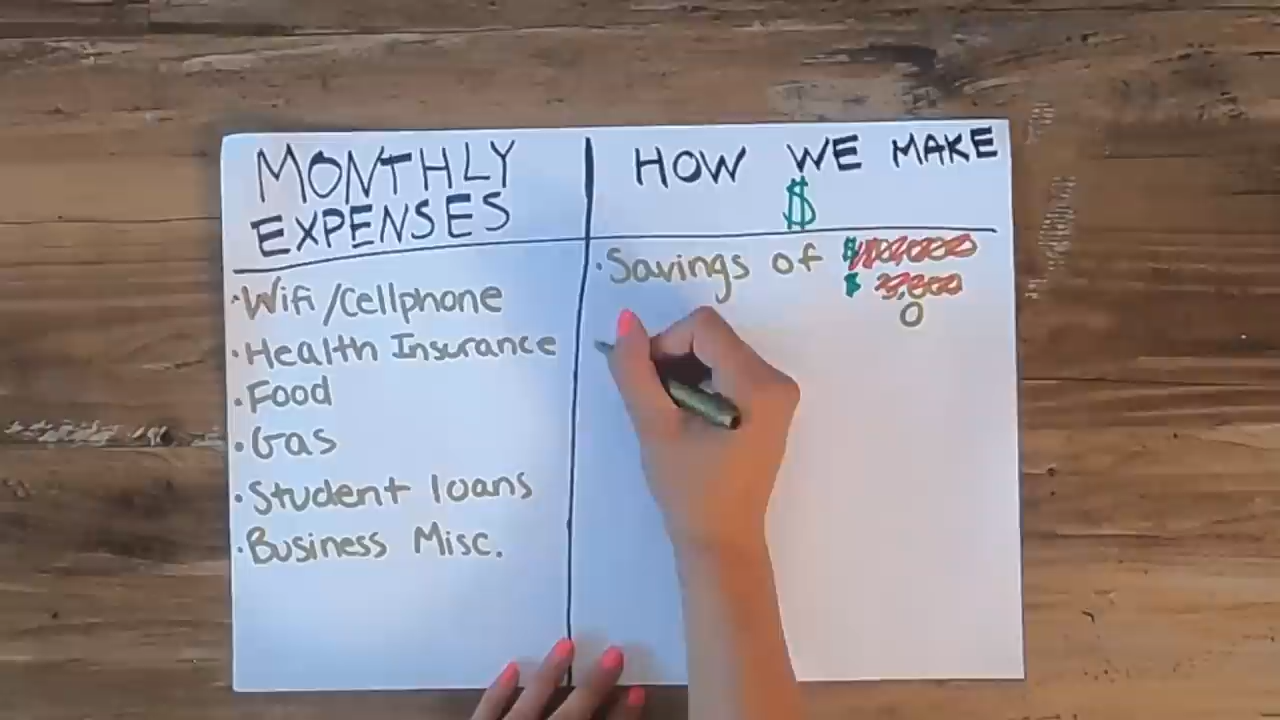 MONTHLY
EXPENSES
• Wifi /Cellphone
• Health Insurance
• Food
• Gas
• Student loans
• Business Misc.
HOW WE MAKE
$
• Savings of $
$
0